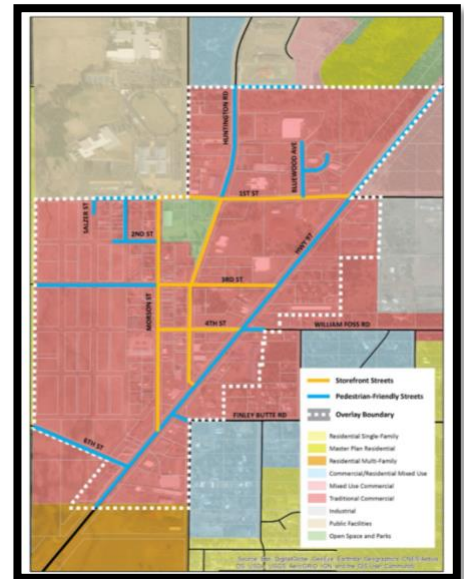 HUNTINGTON RD
BLUEWOOD AVE
1ST ST
SALZER ST
2ND ST
HWY 97
3RD ST
MORSON ST
4TH ST
WILLIAM FOSS RD
FINLEY BUTTE RD
6TH ST
Storefront Streets
Pedestrian-Friendly Streets
Overlay Boundary
Residential Single-Family
Master Plan Residential
Residential Multi-Family
Commercial/Residential Mixed Use
Mixed Use Commercial
Traditional Commercial
Industrial
Public Facilities
Open Space and Parks